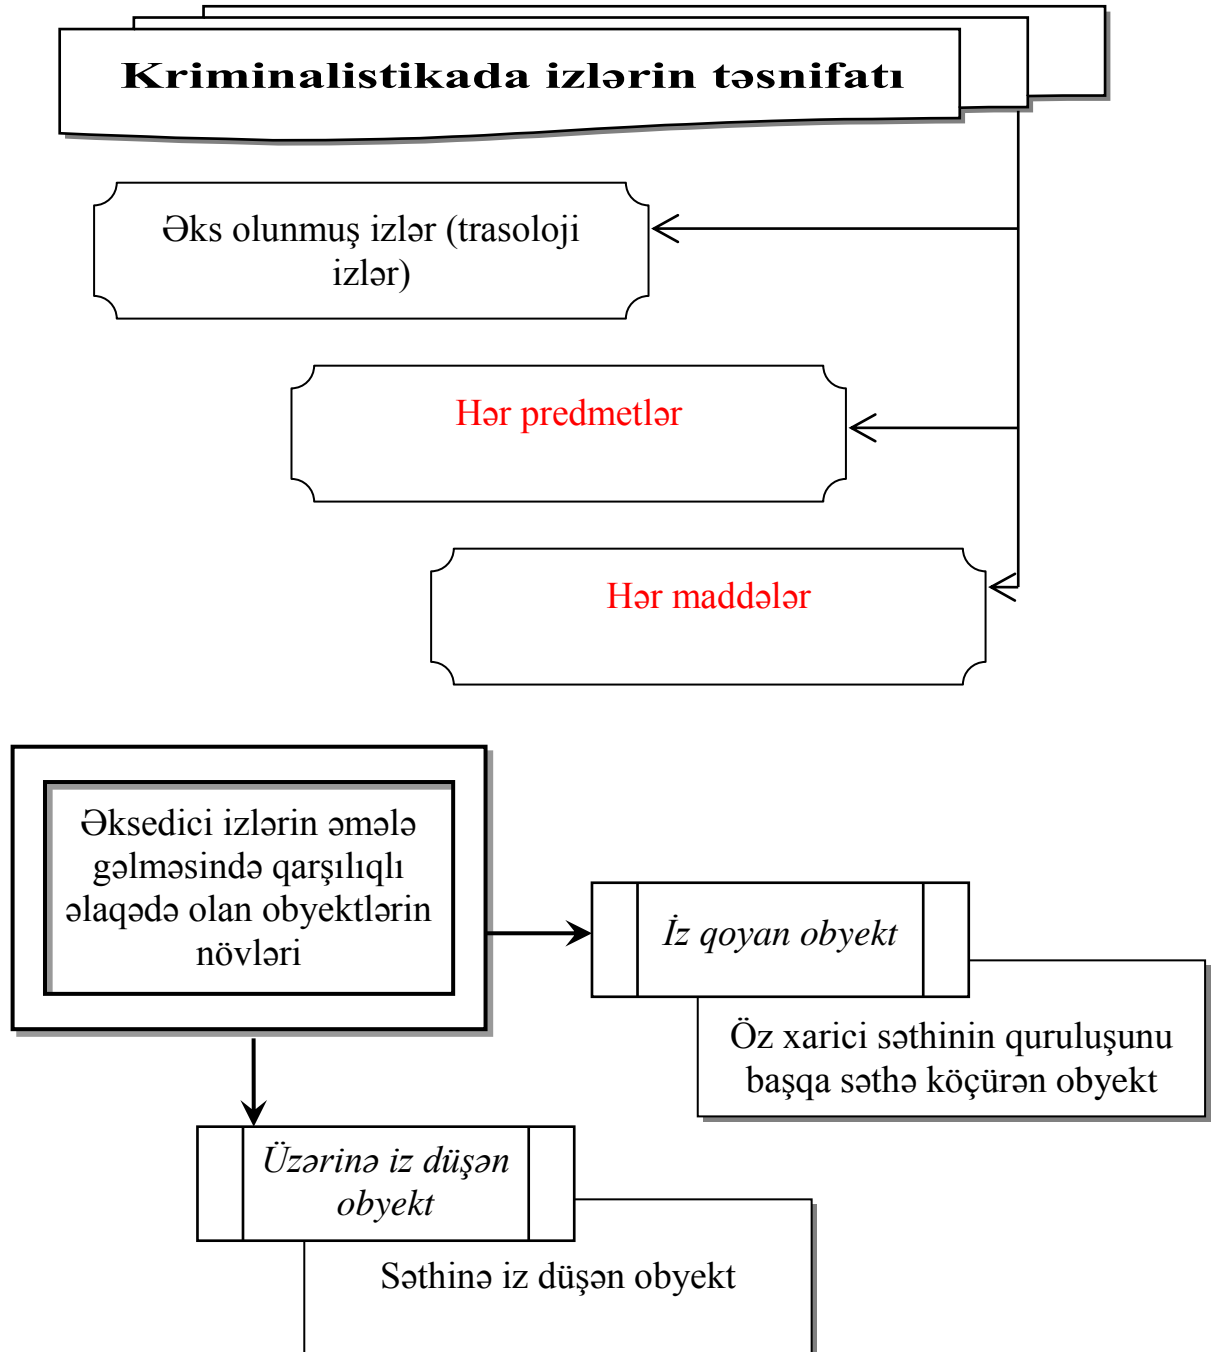 Kriminalistikada izlərin təsnifatı
Əks olunmuş izlər (trasoloji
izlər)
Hər predmetlər
Hər maddələr
Əksedici izlərin əmələ
gəlməsində qarşılıqlı
əlaqədə olan obyektlərin
növləri
İz qoyan obyekt
Öz xarici səthinin quruluşunu
başqa səthə köçürən obyekt
Üzərinə iz düşən
obyekt
Səthinə iz düşən obyekt